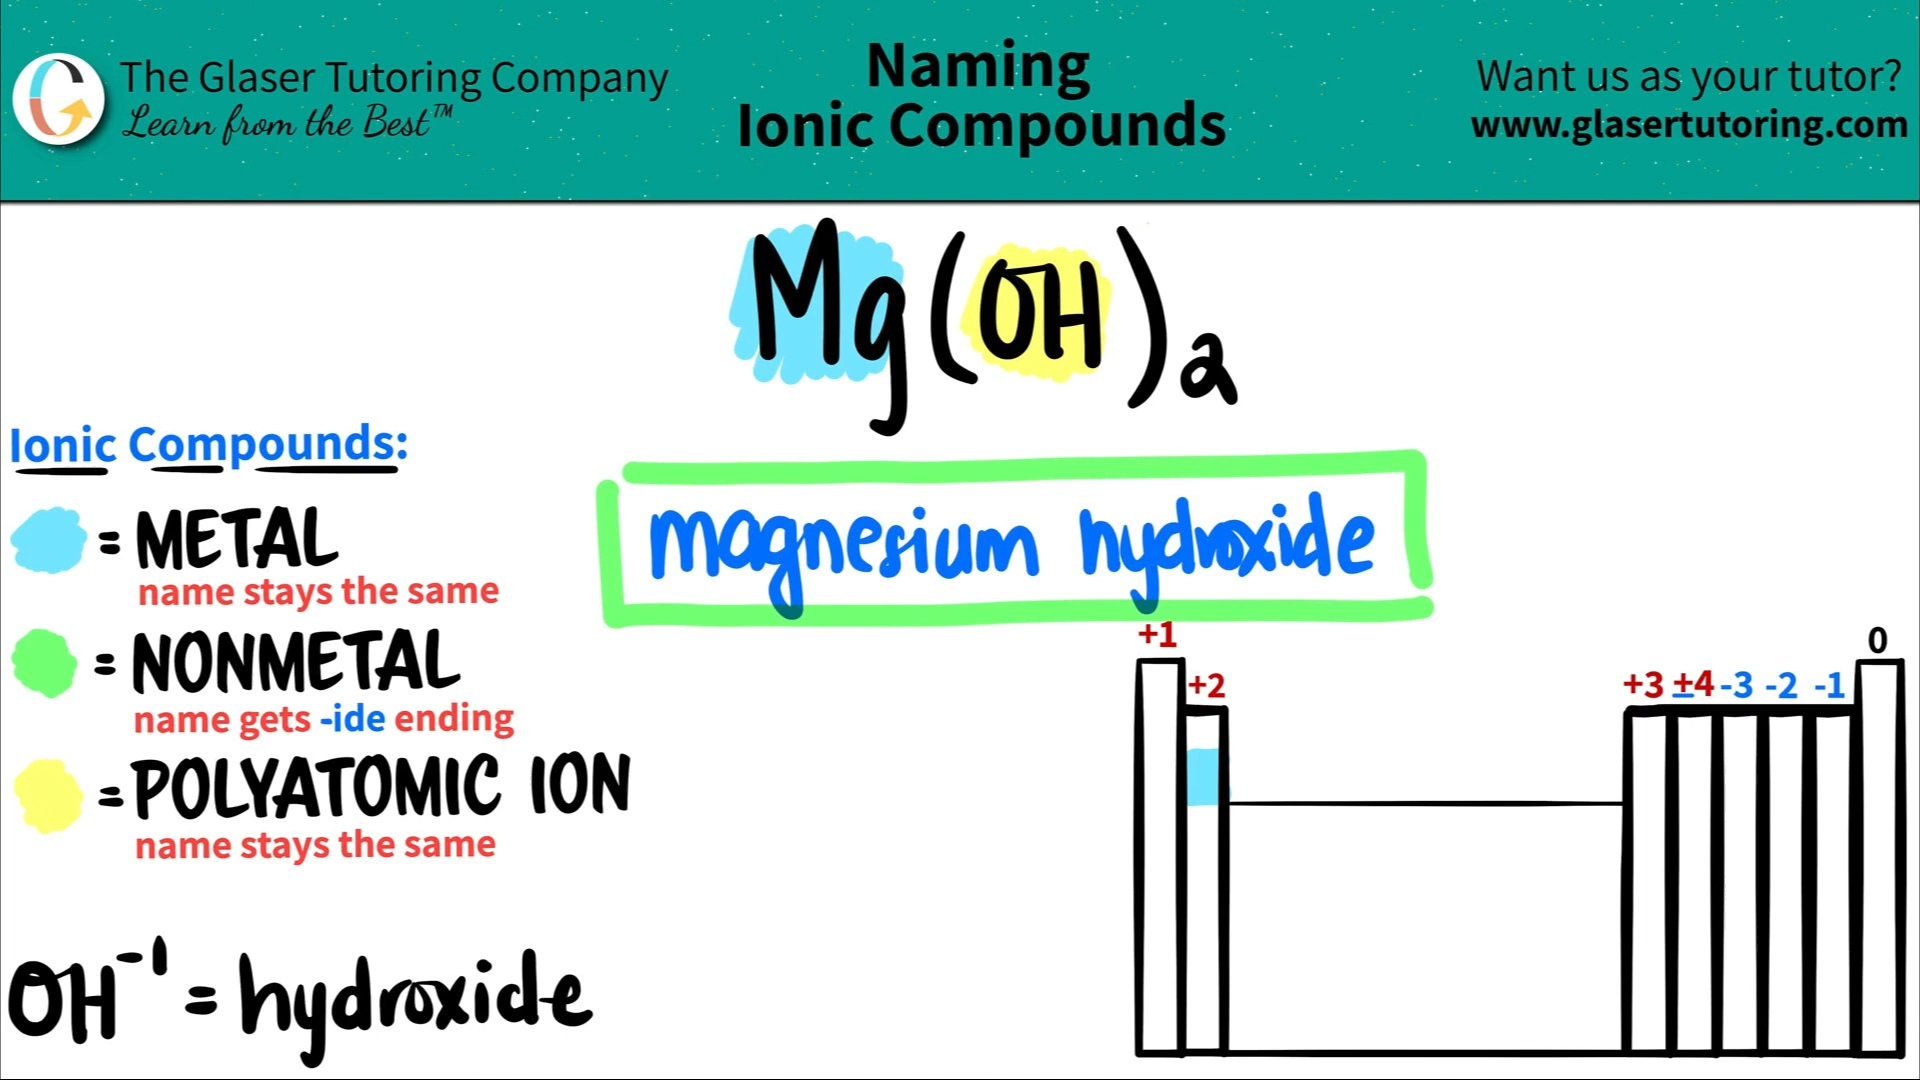 The Glaser Tutoring Company
Learn from the Best™
Naming
Ionic Compounds
Want us as your tutor?
www.glasertutoring.com
Mg(OH)₂
magnesium hydroxide
Ionic Compounds:
= METAL
name stays the same
= NONMETAL
name gets -ide ending
= POLYATOMIC ION
name stays the same
OH⁻¹ = hydroxide
+1
+2
+3 ±4 -3 -2 -1
0